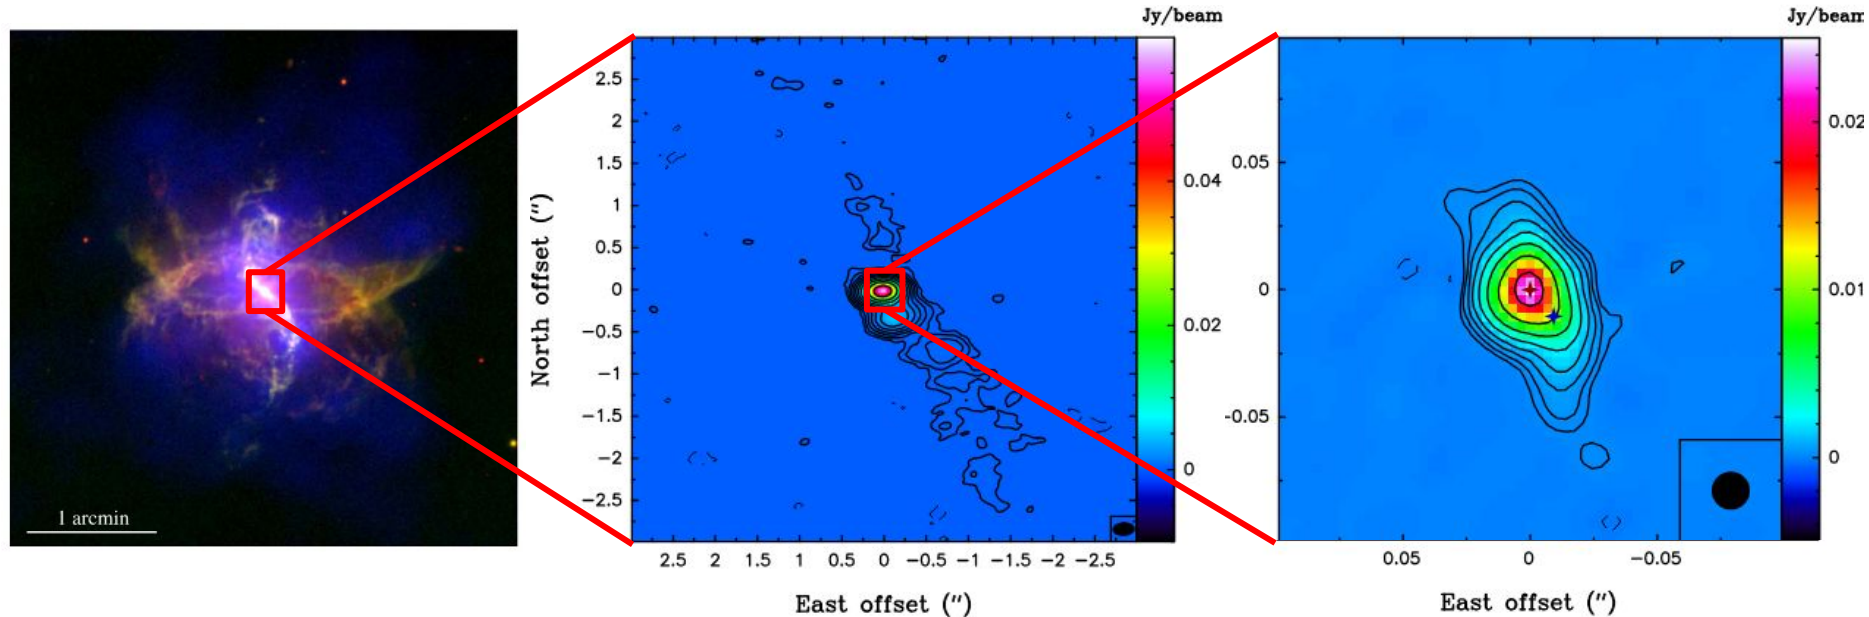 1 arcmin
Jy/beam
North offset (″)
2.5
2
1.5
1
0.5
0
−0.5
−1
−1.5
−2
−2.5
2.5 2 1.5 1 0.5 0 −0.5 −1 −1.5 −2 −2.5
East offset (″)
0.04
0.02
0
Jy/beam
0.05
0
−0.05
0.05 0 −0.05
East offset (″)
0.02
0.01
0